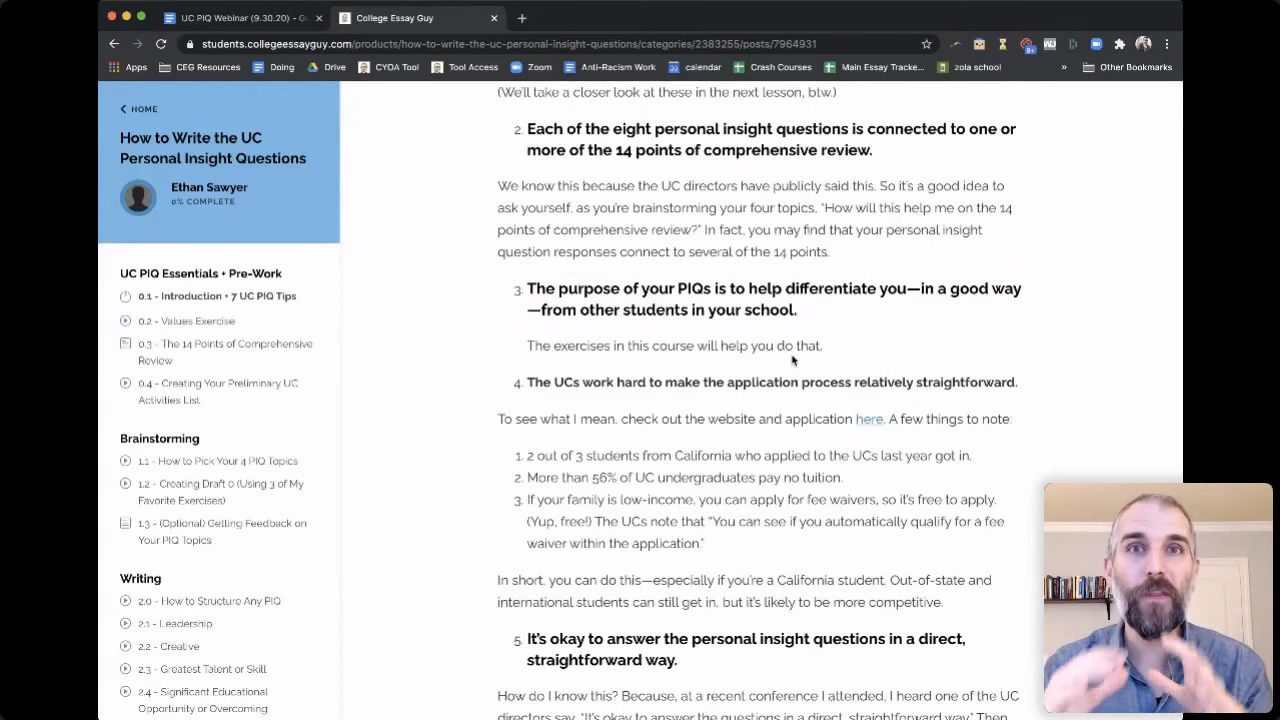 UC PIQ Webinar (9.30.20) - G
College Essay Guy
students.collegeessayguy.com/products/how-to-write-the-uc-personal-insight-questions/categories/2383255/posts/7964931
Apps
CEG Resources
Doing
Drive
CYOA Tool
Tool Access
Zoom
Anti-Racism Work
calendar
Crash Courses
Main Essay Tracke...
zola school
»
Other Bookmarks
HOME
How to Write the UC
Personal Insight Questions
Ethan Sawyer
0% COMPLETE
UC PIQ Essentials + Pre-Work
0.1 - Introduction + 7 UC PIQ Tips
0.2 - Values Exercise
0.3 - The 14 Points of Comprehensive
Review
0.4 - Creating Your Preliminary UC
Activities List
Brainstorming
1.1 - How to Pick Your 4 PIQ Topics
1.2 - Creating Draft 0 (Using 3 of My
Favorite Exercises)
1.3 - (Optional) Getting Feedback on
Your PIQ Topics
Writing
2.0 - How to Structure Any PIQ
2.1 - Leadership
2.2 - Creative
2.3 - Greatest Talent or Skill
2.4 - Significant Educational
Opportunity or Overcoming
(We'll take a closer look at these in the next lesson, btw.)
2. Each of the eight personal insight questions is connected to one or
more of the 14 points of comprehensive review.
We know this because the UC directors have publicly said this. So it's a good idea to
ask yourself, as you're brainstorming your four topics, "How will this help me on the 14
points of comprehensive review?" In fact, you may find that your personal insight
question responses connect to several of the 14 points.
3. The purpose of your PIQs is to help differentiate you—in a good way
—from other students in your school.
The exercises in this course will help you do that.
4. The UCs work hard to make the application process relatively straightforward.
To see what I mean, check out the website and application here. A few things to note:
1. 2 out of 3 students from California who applied to the UCs last year got in.
2. More than 56% of UC undergraduates pay no tuition.
3. If your family is low-income, you can apply for fee waivers, so it's free to apply.
(Yup, free!) The UCs note that "You can see if you automatically qualify for a fee
waiver within the application."
In short, you can do this—especially if you're a California student. Out-of-state and
international students can still get in, but it's likely to be more competitive.
5. It's okay to answer the personal insight questions in a direct,
straightforward way.
How do I know this? Because, at a recent conference I attended, I heard one of the UC
directors say, "It's okay to answer the questions in a direct, straightforward way." Then